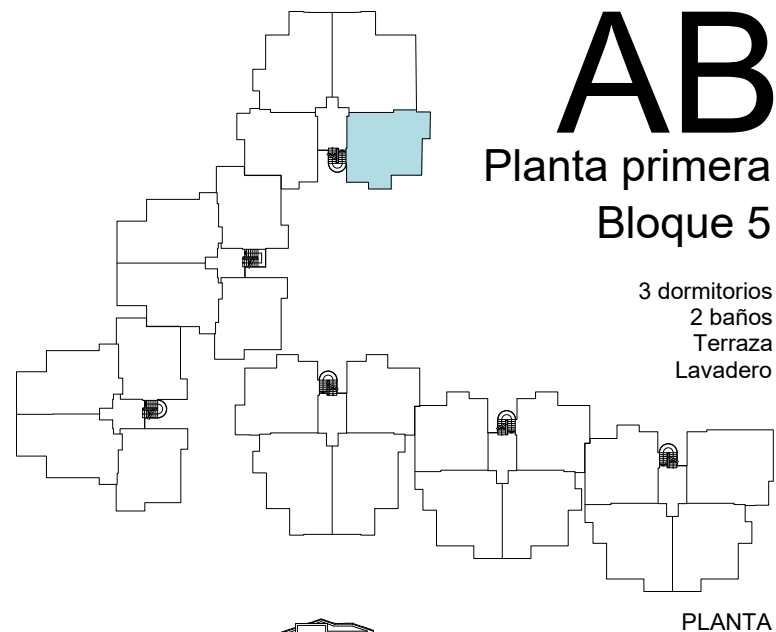 AB
Planta primera
Bloque 5
3 dormitorios
2 baños
Terraza
Lavadero
PLANTA